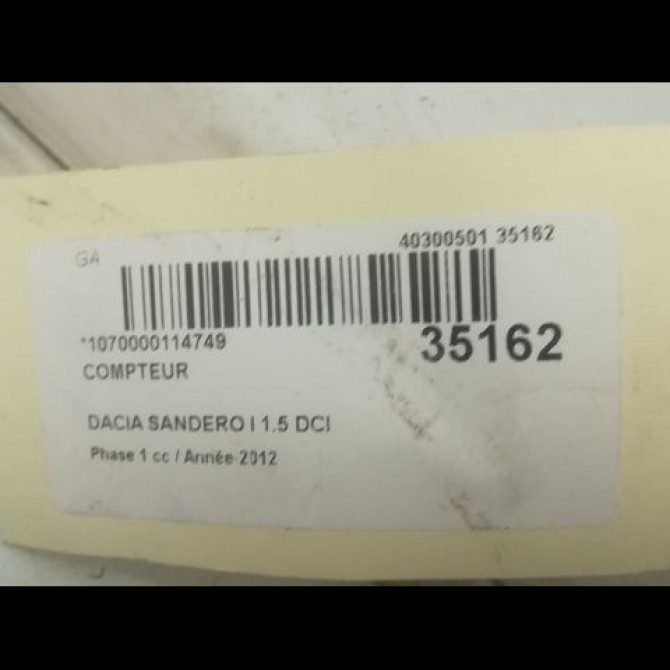 GA
40300501 35162
*1070000114749
35162
COMPTEUR
DACIA SANDERO I 1.5 DCI
Phase 1 cc / Année 2012